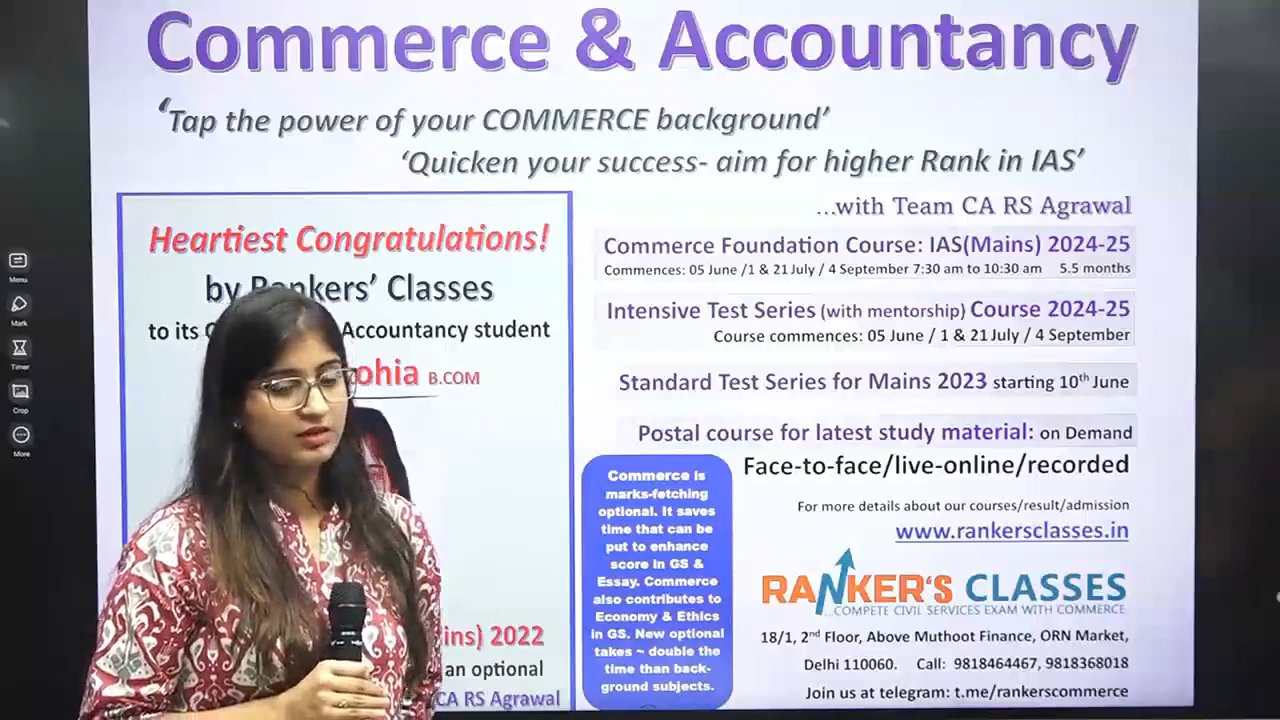 Commerce & Accountancy
‘Tap the power of your COMMERCE background’
‘Quicken your success- aim for higher Rank in IAS’
Heartiest Congratulations!
by Rankers’ Classes
to its Accountancy student
B.COM
2022
an optional
CA RS Agrawal
...with Team CA RS Agrawal
Commerce Foundation Course: IAS(Mains) 2024-25
Commences: 05 June /1 & 21 July / 4 September 7:30 am to 10:30 am 5.5 months
Intensive Test Series (with mentorship) Course 2024-25
Course commences: 05 June / 1 & 21 July / 4 September
Standard Test Series for Mains 2023 starting 10th June
Postal course for latest study material: on Demand
Face-to-face/live-online/recorded
For more details about our courses/result/admission
www.rankersclasses.in
Commerce is
marks-fetching
optional. It saves
time that can be
put to enhance
score in GS &
Essay. Commerce
also contributes to
Economy & Ethics
in GS. New optional
takes ~ double the
time than back-
ground subjects.
RANKER'S CLASSES
...COMPETE CIVIL SERVICES EXAM WITH COMMERCE
18/1, 2nd Floor, Above Muthoot Finance, ORN Market,
Delhi 110060. Call: 9818464467, 9818368018
Join us at telegram: t.me/rankerscommerce
Menu
Mark
Timer
Crop
More